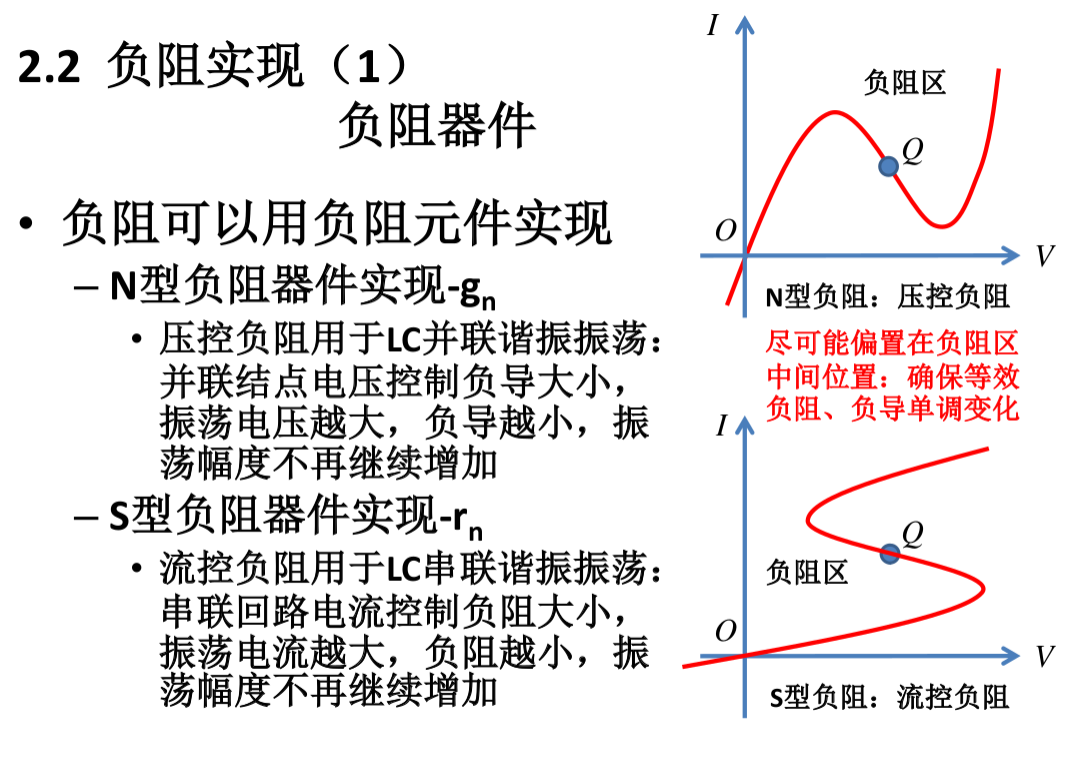 2.2 负阻实现（1）
负阻器件
• 负阻可以用负阻元件实现
– N型负阻器件实现-gn
• 压控负阻用于LC并联谐振振荡：
并联结点电压控制负导大小，
振荡电压越大，负导越小，振
荡幅度不再继续增加
– S型负阻器件实现-rn
• 流控负阻用于LC串联谐振振荡：
串联回路电流控制负阻大小，
振荡电流越大，负阻越小，振
荡幅度不再继续增加
I
负阻区
Q
O
V
N型负阻：压控负阻
尽可能偏置在负阻区
中间位置：确保等效
负阻、负导单调变化
I
Q
负阻区
O
V
S型负阻：流控负阻